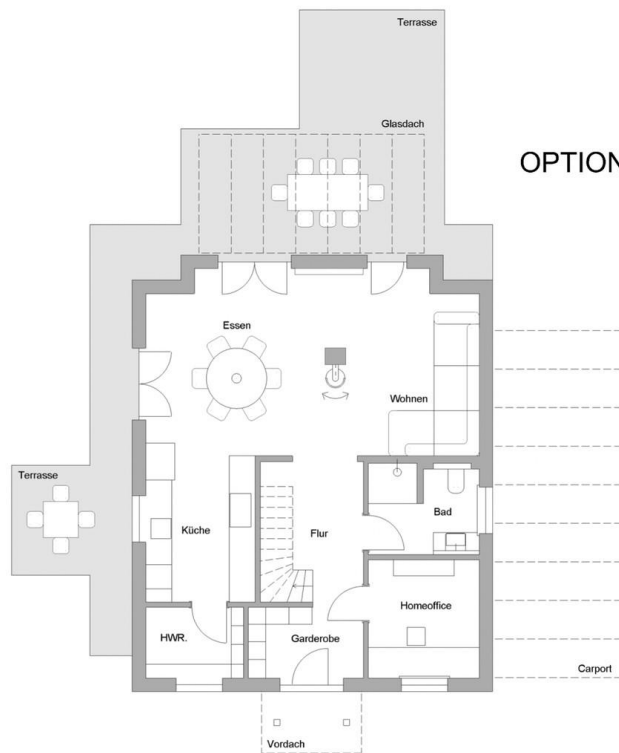 Terrasse
Glasdach
OPTION
Essen
Wohnen
Terrasse
Küche
Flur
Bad
Homeoffice
HWR.
Garderobe
Carport
Vordach